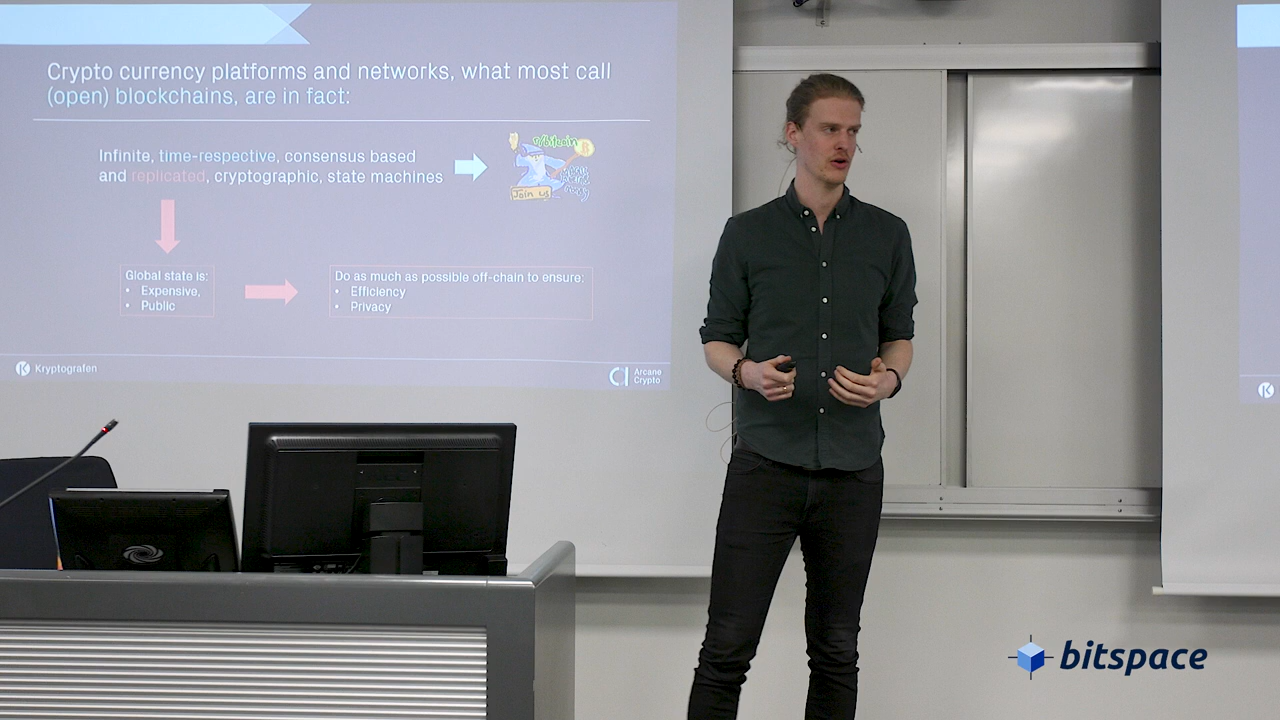 Crypto currency platforms and networks, what most call
(open) blockchains, are in fact:
Infinite, time-respective, consensus based
and replicated, cryptographic, state machines
r/bitcoin
Join us
Global state is:
• Expensive,
• Public
Do as much as possible off-chain to ensure:
• Efficiency
• Privacy
Kryptografen
Arcane
Crypto
bitspace